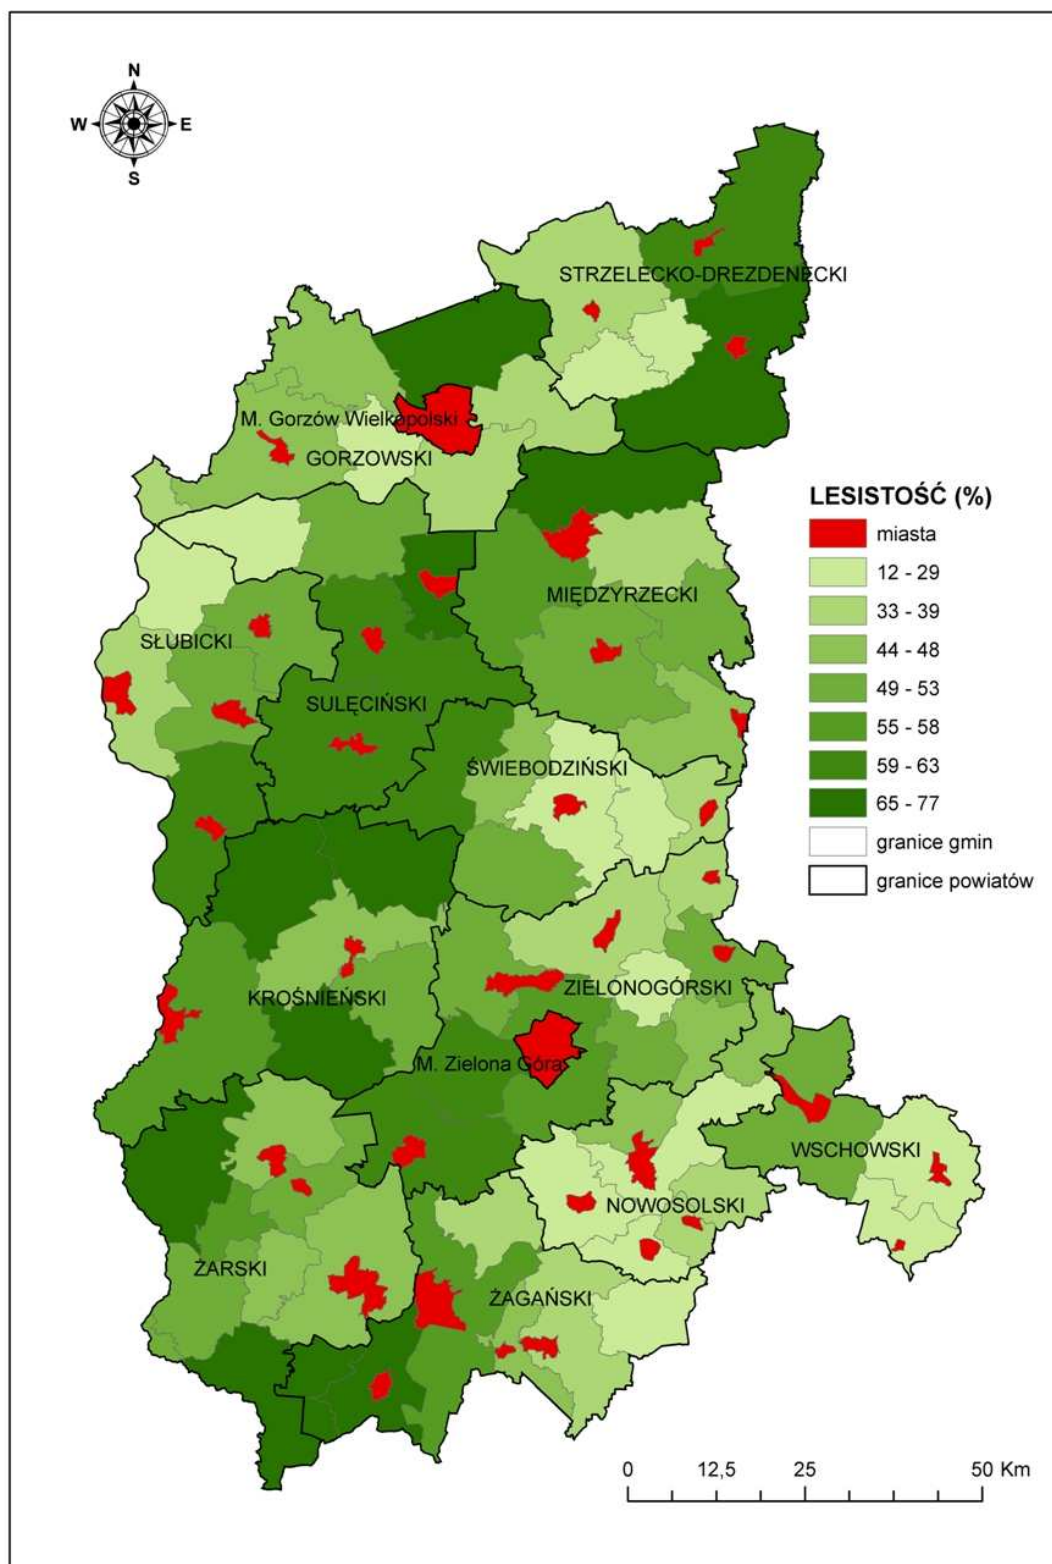 N
W E
S
STRZELECKO-DREZDENECKI
M. Gorzów Wielkopolski
GORZOWSKI
LESISTOŚĆ (%)
miasta
12 - 29
33 - 39
44 - 48
49 - 53
55 - 58
59 - 63
65 - 77
granice gmin
granice powiatów
MIĘDZYRZECKI
SŁUBICKI
SULĘCIŃSKI
ŚWIEBODZIŃSKI
ZIELONOGÓRSKI
KROŚNIEŃSKI
M. Zielona Góra
WSCHOWSKI
NOWOSOLSKI
ŻARSKI
ŻAGAŃSKI
0 12,5 25 50 Km